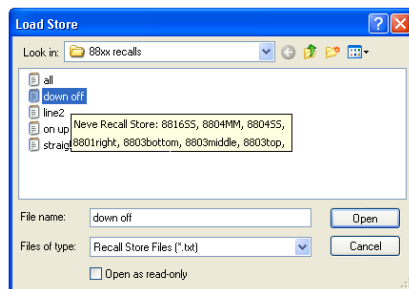 Load Store
Look in: 88xx recalls
all
down off
line2
on up
Neve Recall Store: 8816SS, 8804MM, 8804SS,
8801right, 8803bottom, 8803middle, 8803top,
File name: down off Open
Files of type: Recall Store Files (*.txt) Cancel
Open as read-only